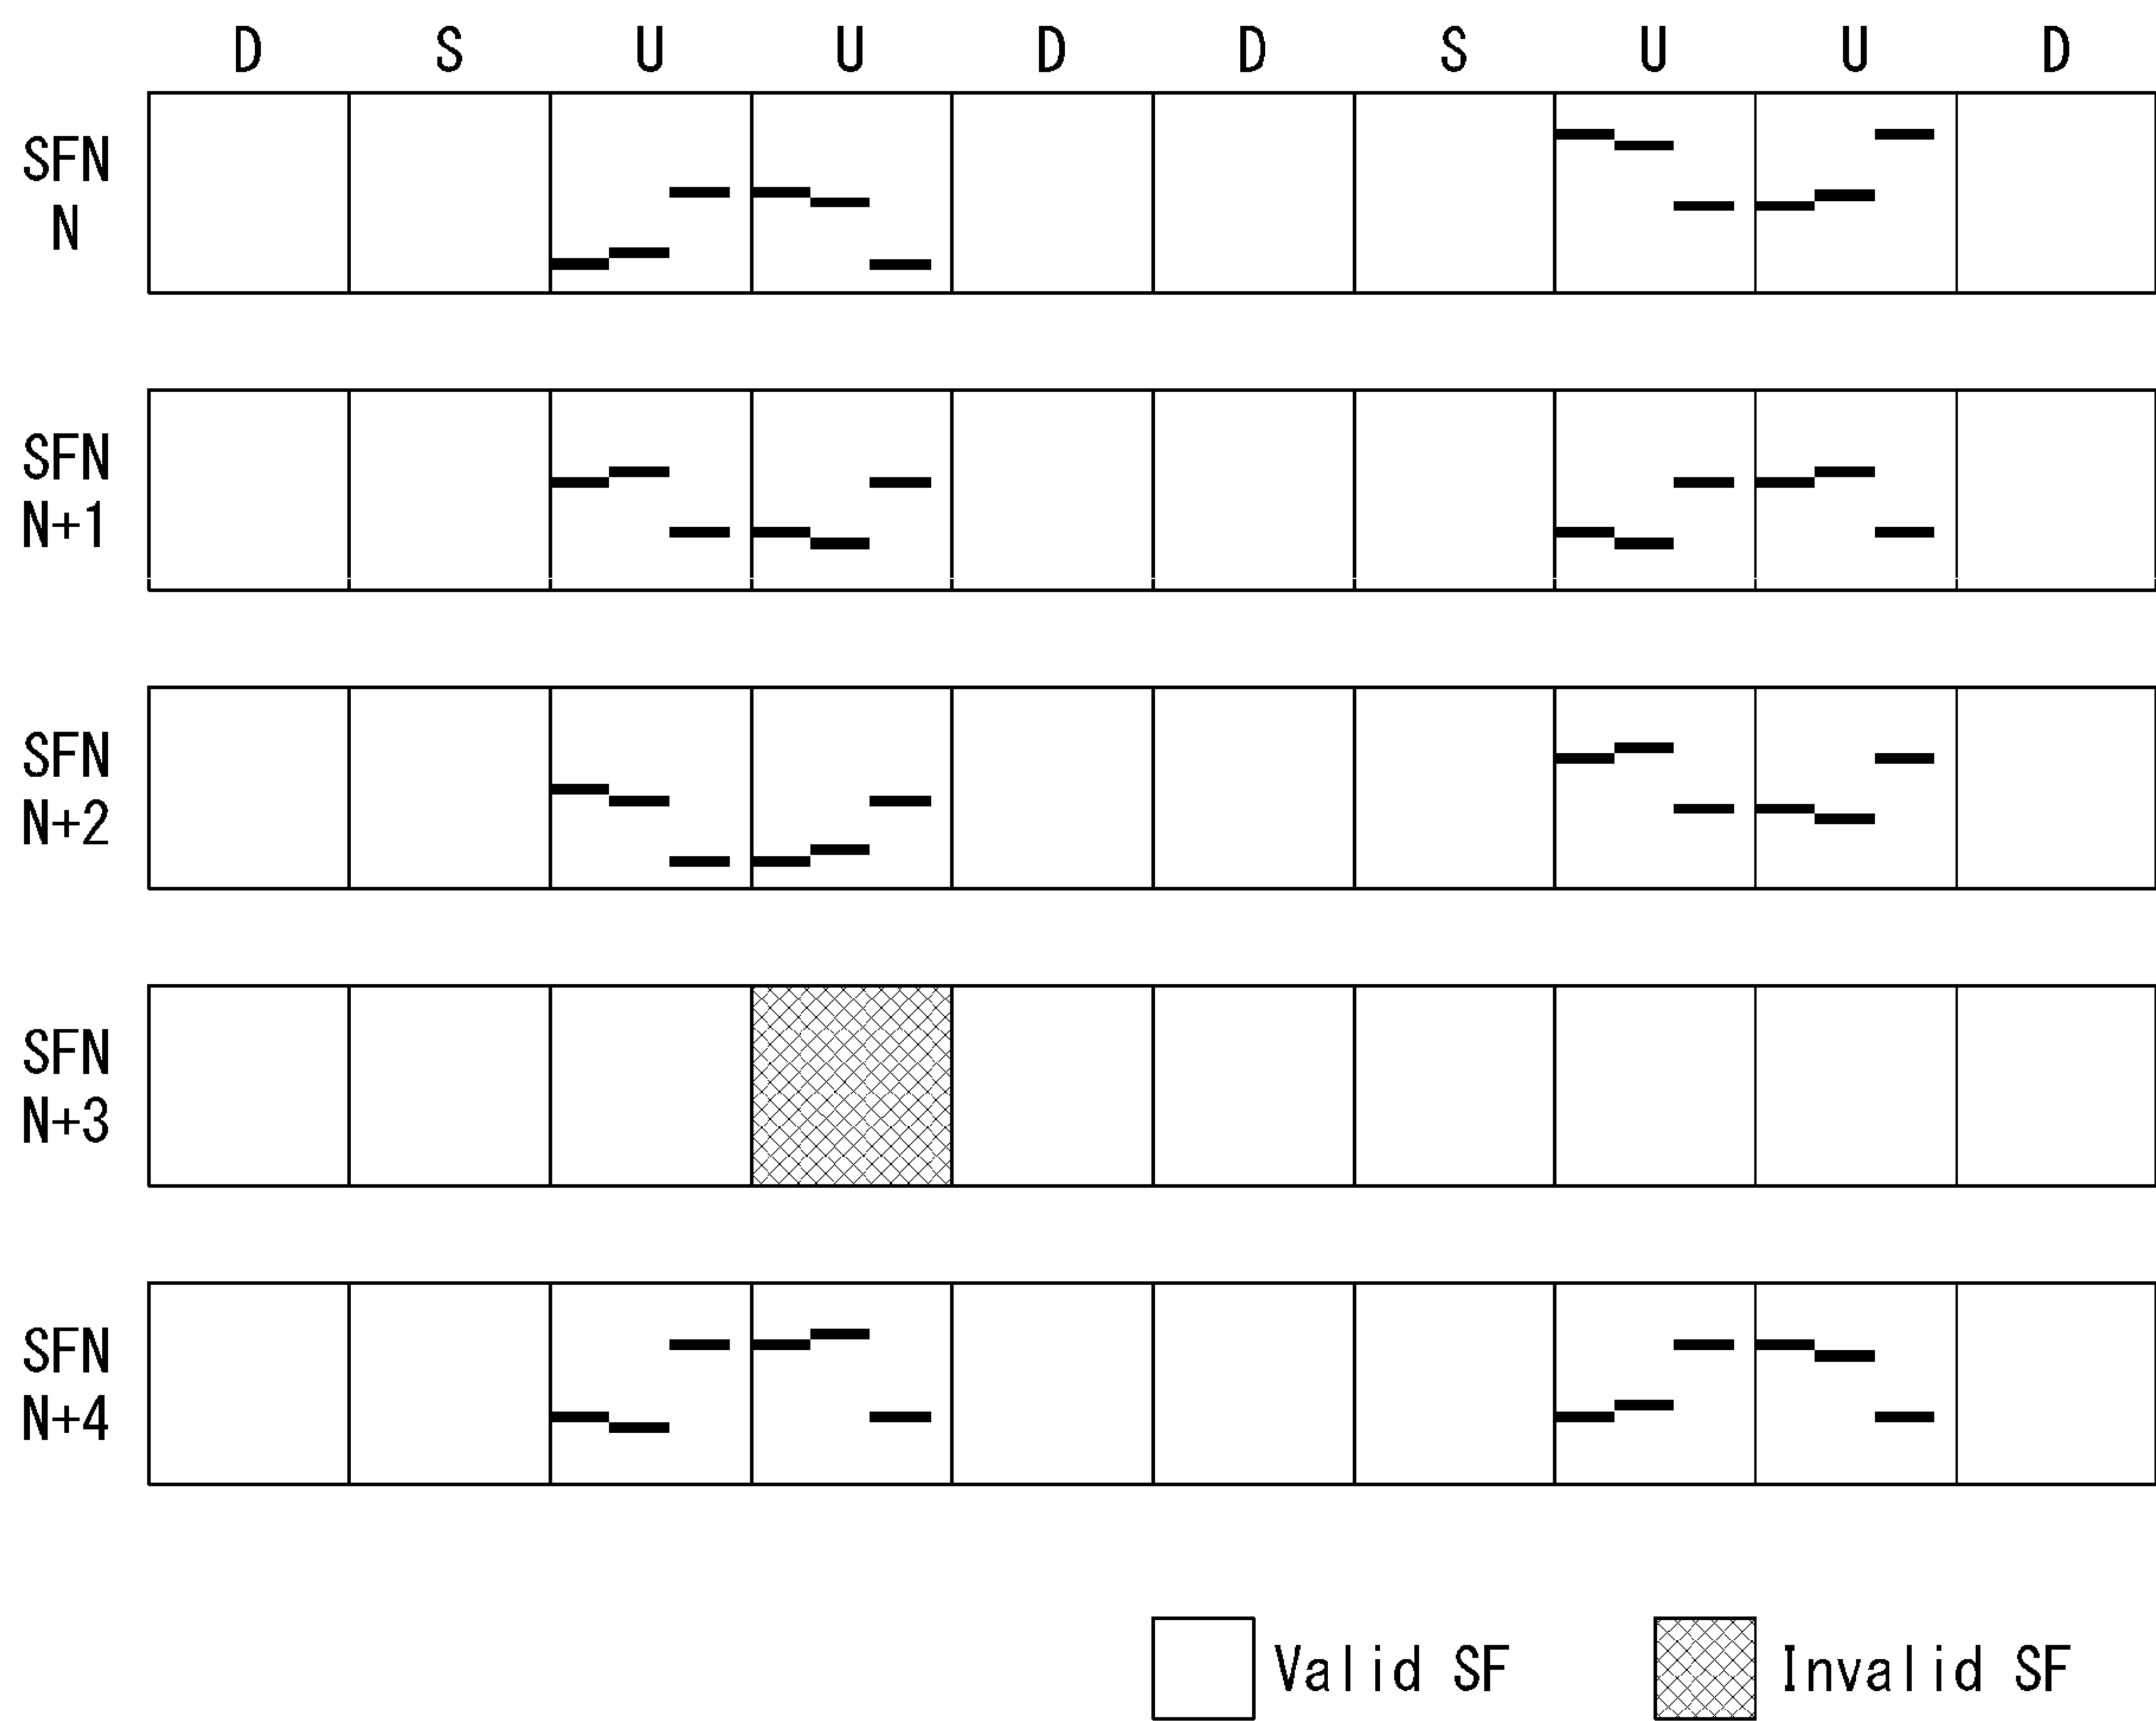 D S U U D D S U U D
SFN
N
SFN
N+1
SFN
N+2
SFN
N+3
SFN
N+4
Valid SF Invalid SF